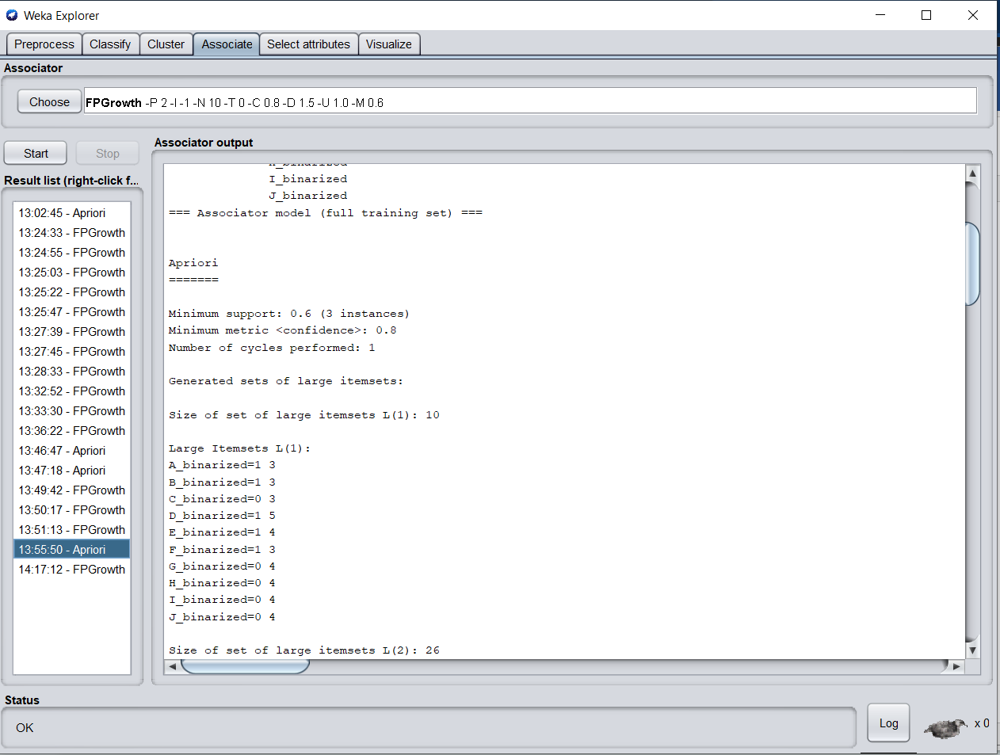 Weka Explorer
Preprocess Classify Cluster Associate Select attributes Visualize
Associator
Choose FPGrowth -P 2 -I -1 -N 10 -T 0 -C 0.8 -D 1.5 -U 1.0 -M 0.6
Start Stop
Result list (right-click f...
13:02:45 - Apriori
13:24:33 - FPGrowth
13:24:55 - FPGrowth
13:25:03 - FPGrowth
13:25:22 - FPGrowth
13:25:47 - FPGrowth
13:27:39 - FPGrowth
13:27:45 - FPGrowth
13:28:33 - FPGrowth
13:32:52 - FPGrowth
13:33:30 - FPGrowth
13:36:22 - FPGrowth
13:46:47 - Apriori
13:47:18 - Apriori
13:49:42 - FPGrowth
13:50:17 - FPGrowth
13:51:13 - FPGrowth
13:55:50 - Apriori
14:17:12 - FPGrowth
Associator output
H_binarized
I_binarized
J_binarized
=== Associator model (full training set) ===
Apriori
=======
Minimum support: 0.6 (3 instances)
Minimum metric <confidence>: 0.8
Number of cycles performed: 1
Generated sets of large itemsets:
Size of set of large itemsets L(1): 10
Large Itemsets L(1):
A_binarized=1 3
B_binarized=1 3
C_binarized=0 3
D_binarized=1 5
E_binarized=1 4
F_binarized=1 3
G_binarized=0 4
H_binarized=0 4
I_binarized=0 4
J_binarized=0 4
Size of set of large itemsets L(2): 26
Status
OK
Log
x 0